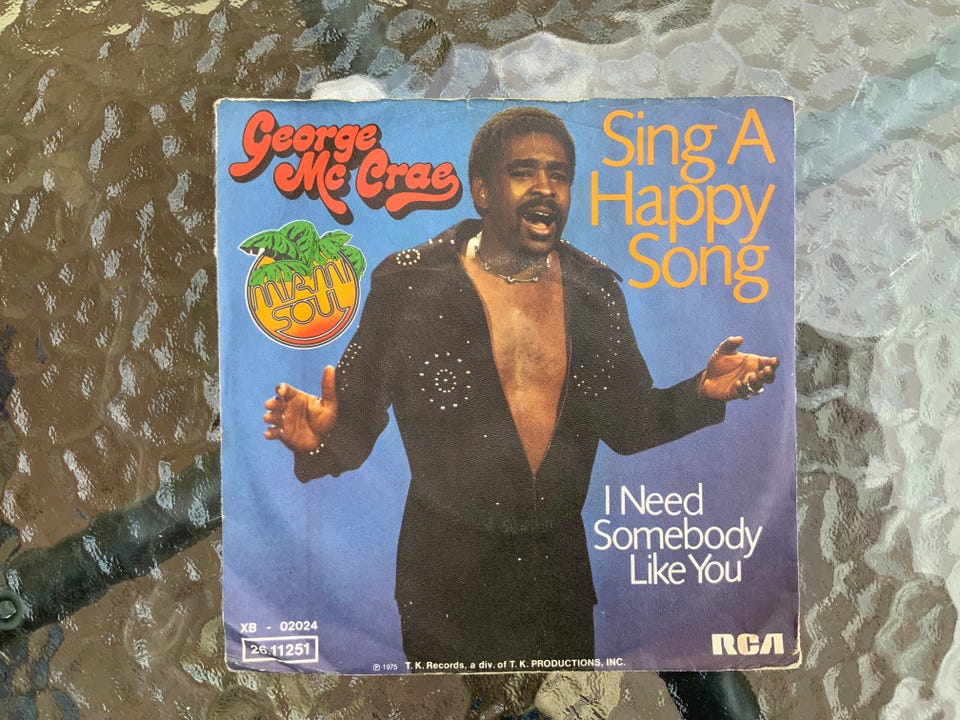 George
Mc Crae
MIAMI
SOUL
Sing A
Happy
Song
I Need
Somebody
Like You
XB - 02024
26.11251
℗ 1975 T. K. Records, a div. of T. K. PRODUCTIONS, INC.
RCA